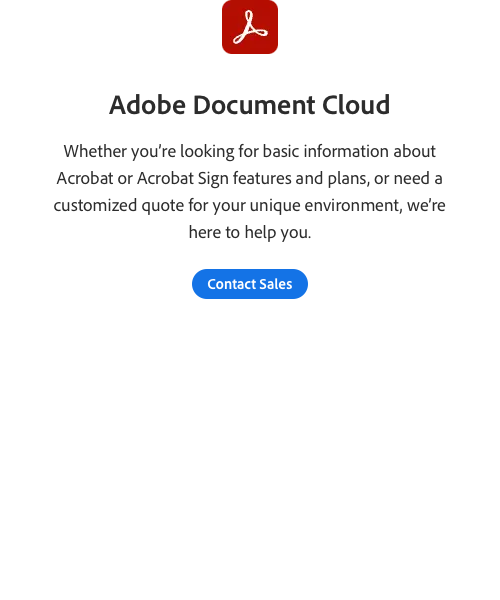 Adobe Document Cloud
Whether you’re looking for basic information about
Acrobat or Acrobat Sign features and plans, or need a
customized quote for your unique environment, we’re
here to help you.
Contact Sales